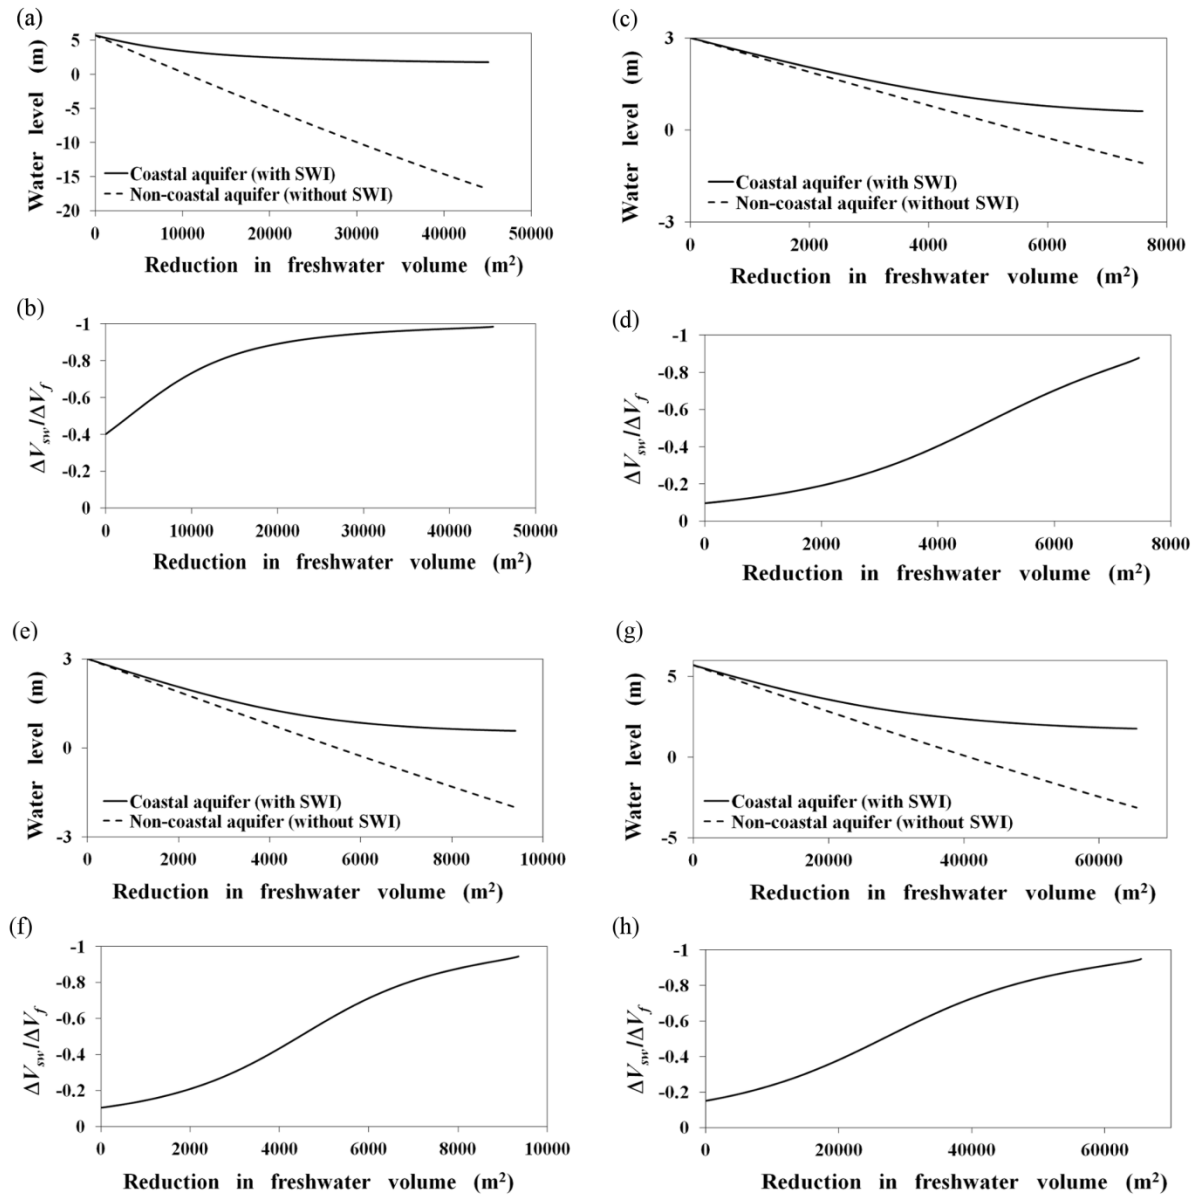 (a)
Water level (m)
5
0
-5
-10
-15
-20
Coastal aquifer (with SWI)
Non-coastal aquifer (without SWI)
0 10000 20000 30000 40000 50000
Reduction in freshwater volume (m²)
(c)
Water level (m)
3
0
-3
Coastal aquifer (with SWI)
Non-coastal aquifer (without SWI)
0 2000 4000 6000 8000
Reduction in freshwater volume (m²)
(b)
ΔVsw/ΔVf
-1
-0.8
-0.6
-0.4
-0.2
0
0 10000 20000 30000 40000 50000
Reduction in freshwater volume (m²)
(d)
ΔVsw/ΔVf
-1
-0.8
-0.6
-0.4
-0.2
0
0 2000 4000 6000 8000
Reduction in freshwater volume (m²)
(e)
Water level (m)
3
0
-3
Coastal aquifer (with SWI)
Non-coastal aquifer (without SWI)
0 2000 4000 6000 8000 10000
Reduction in freshwater volume (m²)
(g)
Water level (m)
5
0
-5
Coastal aquifer (with SWI)
Non-coastal aquifer (without SWI)
0 20000 40000 60000
Reduction in freshwater volume (m²)
(f)
ΔVsw/ΔVf
-1
-0.8
-0.6
-0.4
-0.2
0
0 2000 4000 6000 8000 10000
Reduction in freshwater volume (m²)
(h)
ΔVsw/ΔVf
-1
-0.8
-0.6
-0.4
-0.2
0
0 20000 40000 60000
Reduction in freshwater volume (m²)